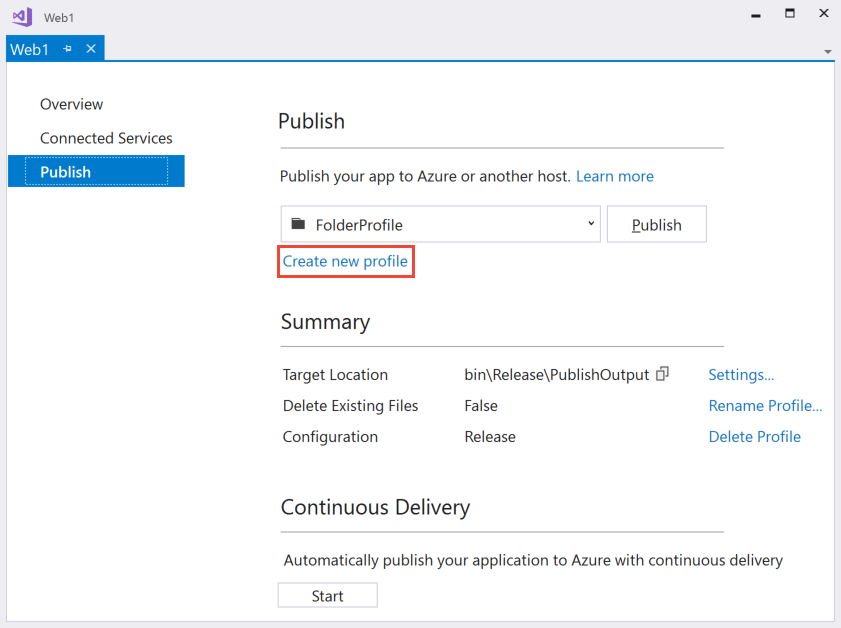 Web1
Web1
Overview
Connected Services
Publish
Publish
Publish your app to Azure or another host. Learn more
FolderProfile
Publish
Create new profile
Summary
Target Location bin\Release\PublishOutput Settings...
Delete Existing Files False Rename Profile...
Configuration Release Delete Profile
Continuous Delivery
Automatically publish your application to Azure with continuous delivery
Start